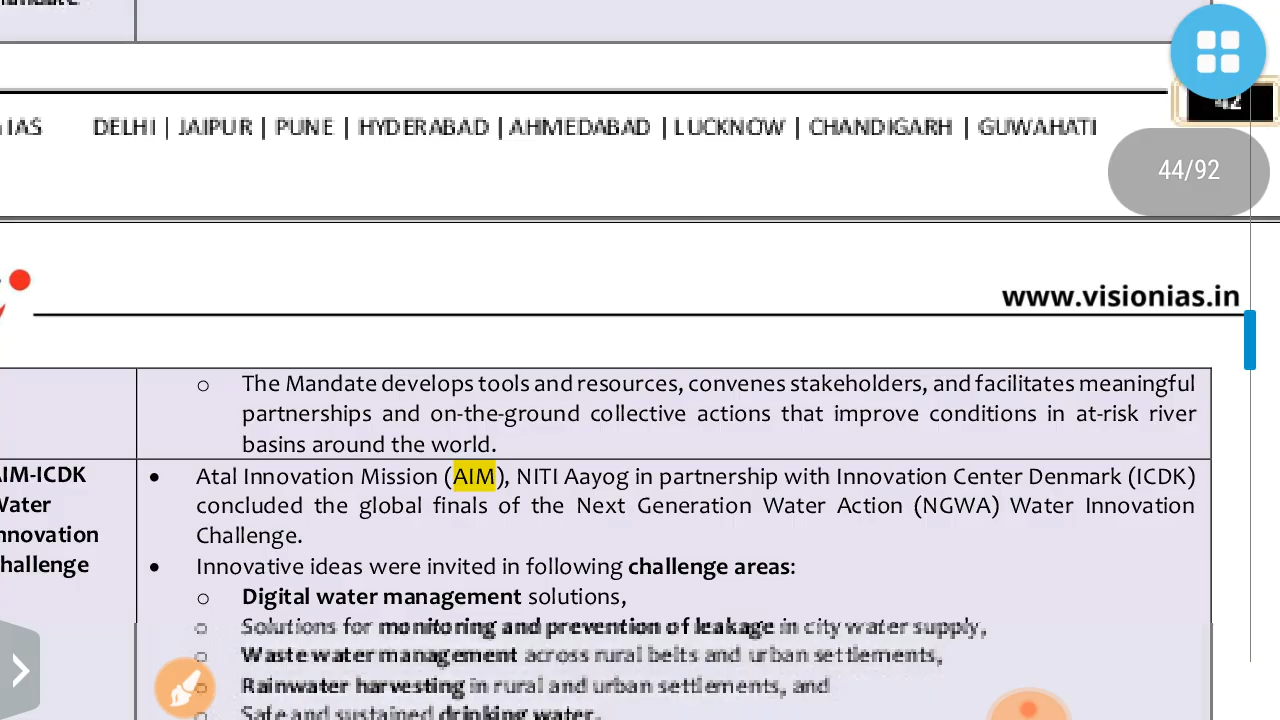 IAS DELHI | JAIPUR | PUNE | HYDERABAD | AHMEDABAD | LUCKNOW | CHANDIGARH | GUWAHATI
42
44/92
www.visionias.in
o The Mandate develops tools and resources, convenes stakeholders, and facilitates meaningful
partnerships and on-the-ground collective actions that improve conditions in at-risk river
basins around the world.
IM-ICDK • Atal Innovation Mission (AIM), NITI Aayog in partnership with Innovation Center Denmark (ICDK)
Water concluded the global finals of the Next Generation Water Action (NGWA) Water Innovation
nnovation Challenge.
hallenge • Innovative ideas were invited in following challenge areas:
o Digital water management solutions,
o Solutions for monitoring and prevention of leakage in city water supply,
o Waste water management across rural belts and urban settlements,
o Rainwater harvesting in rural and urban settlements, and
o Safe and sustained drinking water.